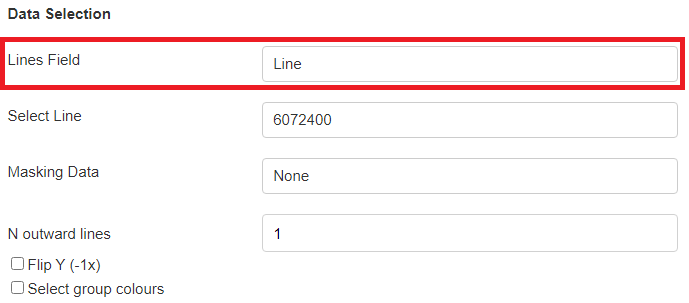 Data Selection
Lines Field Line
Select Line 6072400
Masking Data None
N outward lines 1
Flip Y (-1x)
Select group colours